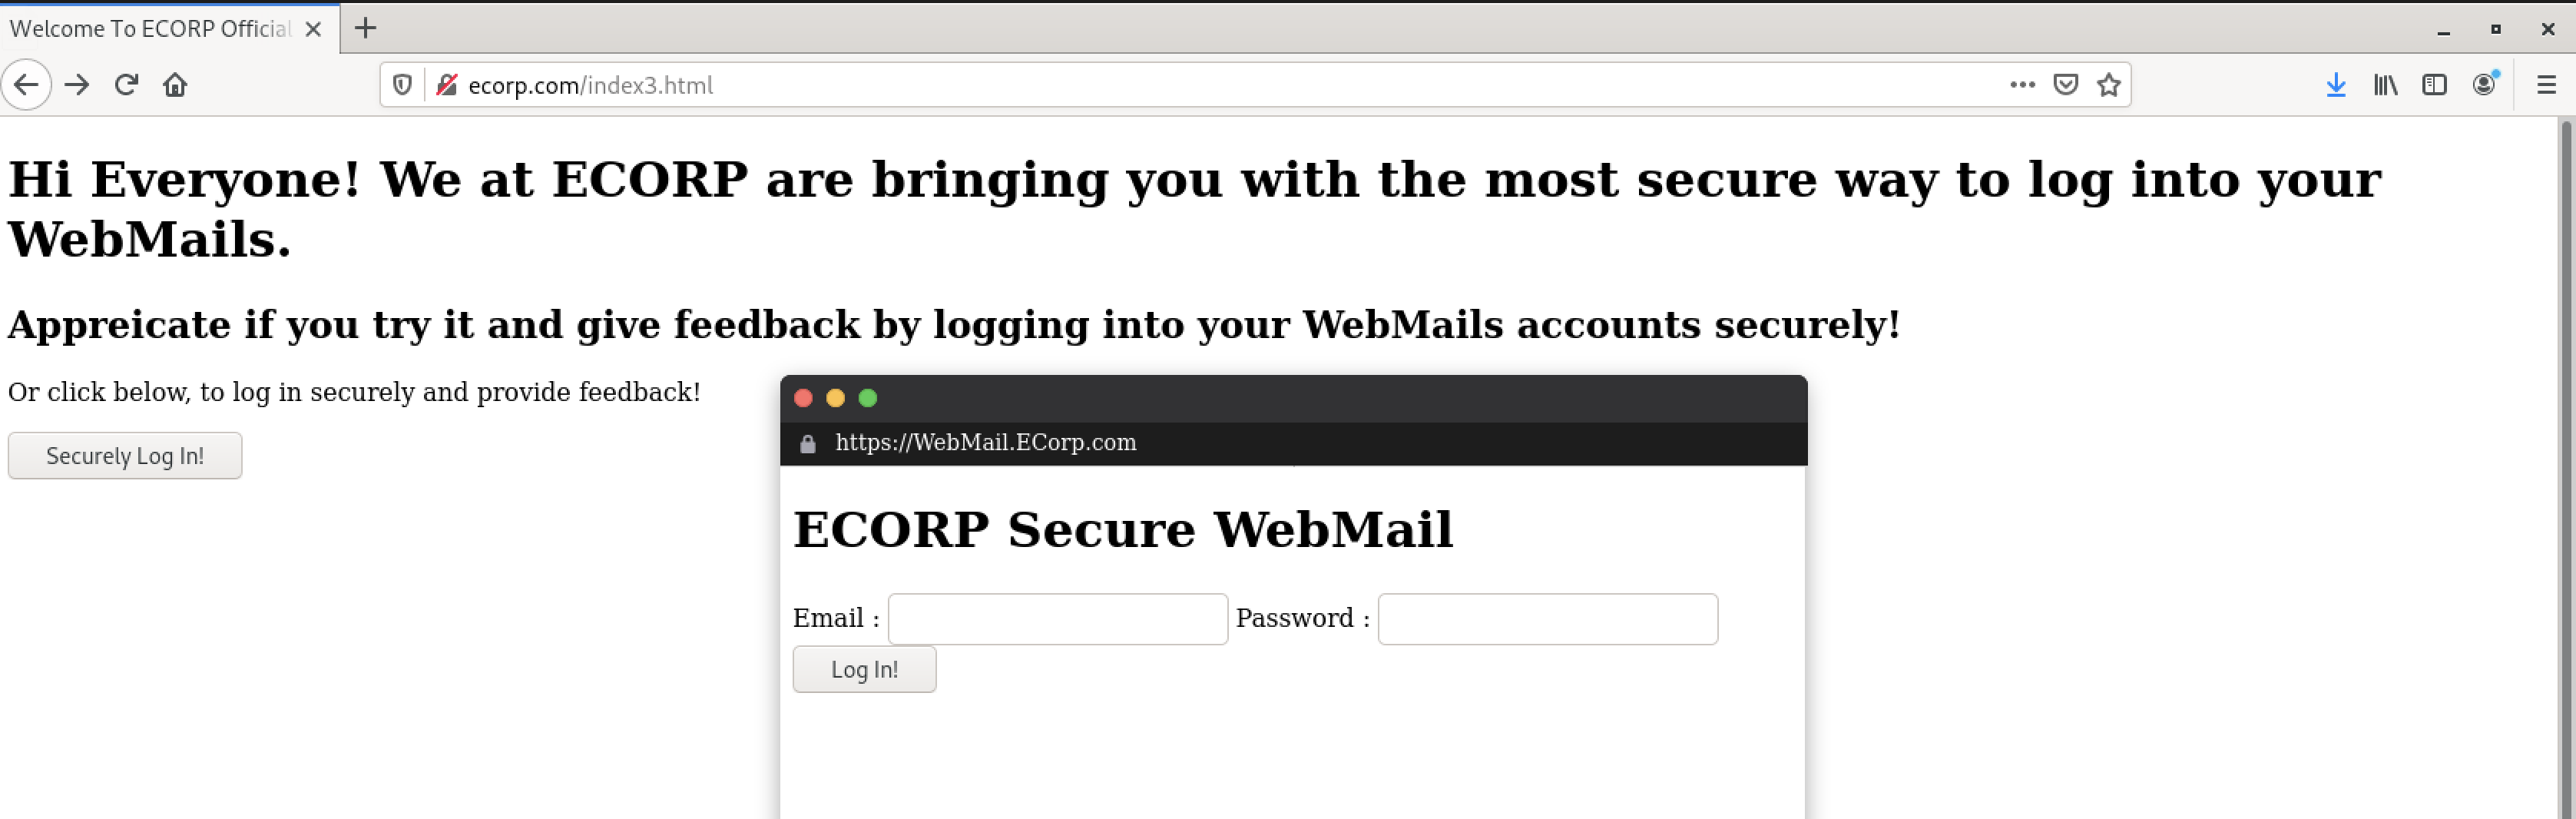 Welcome To ECORP Official
ecorp.com/index3.html
Hi Everyone! We at ECORP are bringing you with the most secure way to log into your
WebMails.
Appreicate if you try it and give feedback by logging into your WebMails accounts securely!
Or click below, to log in securely and provide feedback!
Securely Log In!
https://WebMail.ECorp.com
ECORP Secure WebMail
Email : Password :
Log In!